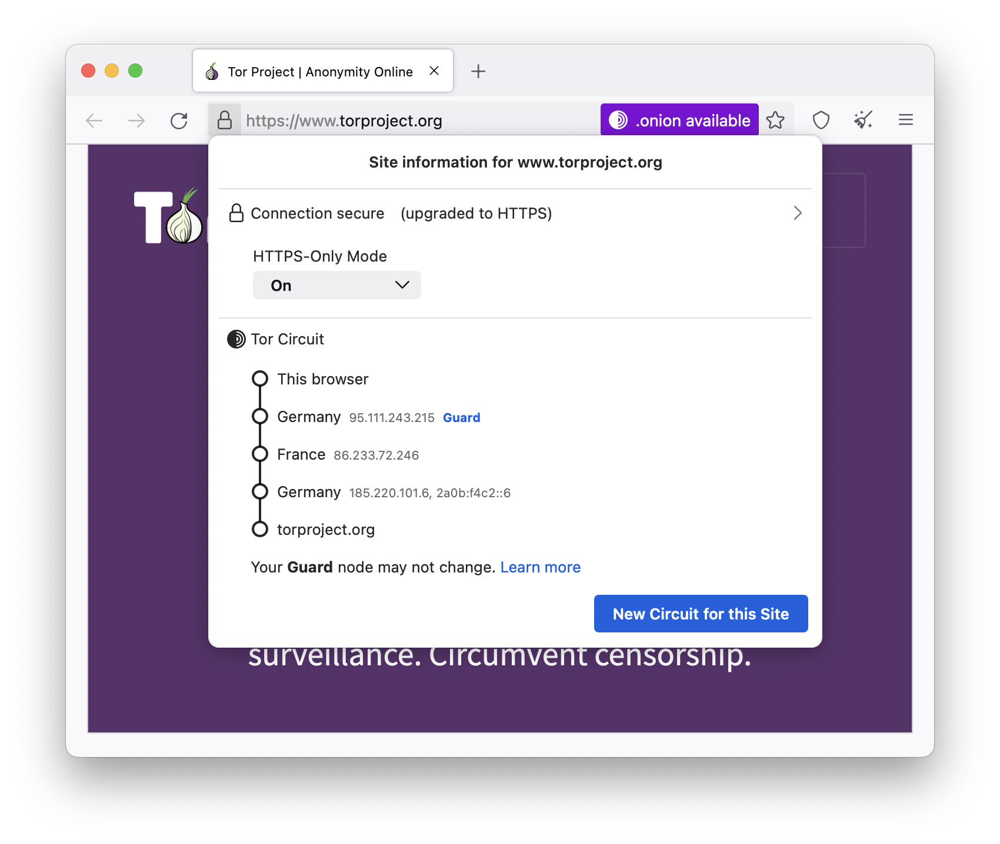 Tor Project | Anonymity Online
https://www.torproject.org
.onion available
Site information for www.torproject.org
Connection secure (upgraded to HTTPS)
HTTPS-Only Mode
On
Tor Circuit
This browser
Germany 95.111.243.215 Guard
France 86.233.72.246
Germany 185.220.101.6, 2a0b:f4c2::6
torproject.org
Your Guard node may not change. Learn more
New Circuit for this Site
surveillance. Circumvent censorship.